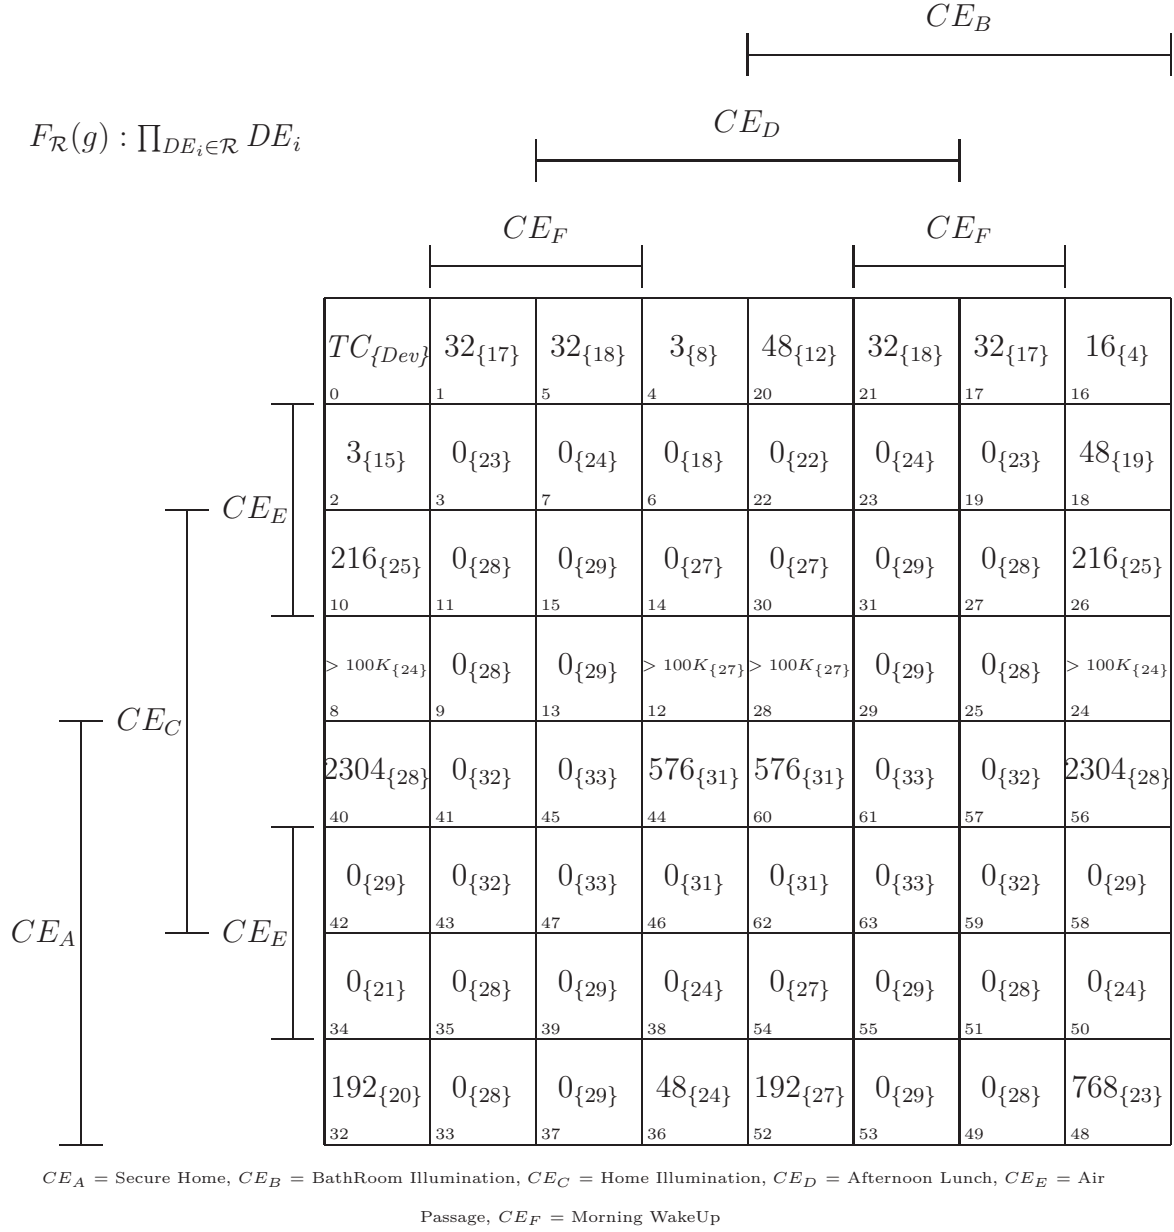 CE_B
F_R(g) : ∏_{DE_i∈R} DE_i
CE_D
CE_F CE_F
TC_{Dev} 32_{17} 32_{18} 3_{8} 48_{12} 32_{18} 32_{17} 16_{4}
0 1 5 4 20 21 17 16
3_{15} 0_{23} 0_{24} 0_{18} 0_{22} 0_{24} 0_{23} 48_{19}
CE_E
2 3 7 6 22 23 19 18
216_{25} 0_{28} 0_{29} 0_{27} 0_{27} 0_{29} 0_{28} 216_{25}
10 11 15 14 30 31 27 26
> 100K_{24} 0_{28} 0_{29} > 100K_{27} > 100K_{27} 0_{29} 0_{28} > 100K_{24}
8 9 13 12 28 29 25 24
CE_C
2304_{28} 0_{32} 0_{33} 576_{31} 576_{31} 0_{33} 0_{32} 2304_{28}
40 41 45 44 60 61 57 56
0_{29} 0_{32} 0_{33} 0_{31} 0_{31} 0_{33} 0_{32} 0_{29}
42 43 47 46 62 63 59 58
CE_A CE_E
0_{21} 0_{28} 0_{29} 0_{24} 0_{27} 0_{29} 0_{28} 0_{24}
34 35 39 38 54 55 51 50
192_{20} 0_{28} 0_{29} 48_{24} 192_{27} 0_{29} 0_{28} 768_{23}
32 33 37 36 52 53 49 48
CE_A = Secure Home, CE_B = BathRoom Illumination, CE_C = Home Illumination, CE_D = Afternoon Lunch, CE_E = Air
Passage, CE_F = Morning WakeUp